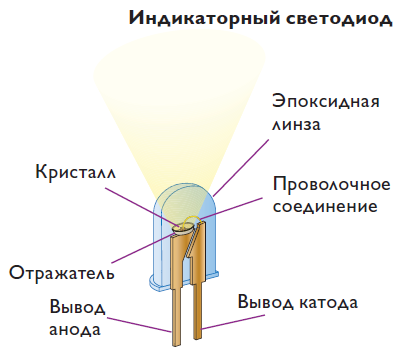 Индикаторный светодиод
Эпоксидная
линза
Кристалл
Проволочное
соединение
Отражатель
Вывод
анода
Вывод катода